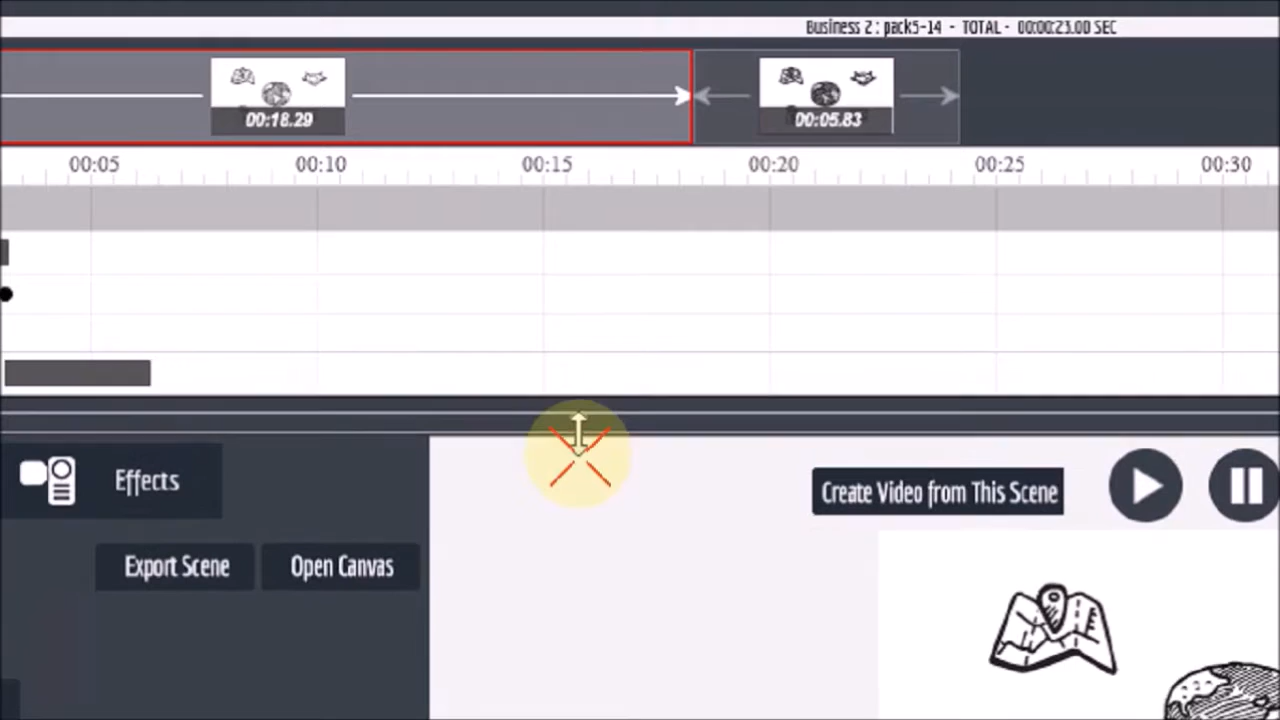 Business 2 : pack5-14 - TOTAL - 00:00:23.00 SEC
00:18.29
00:05.83
00:05 00:10 00:15 00:20 00:25 00:30
Effects
Create Video from This Scene
Export Scene
Open Canvas